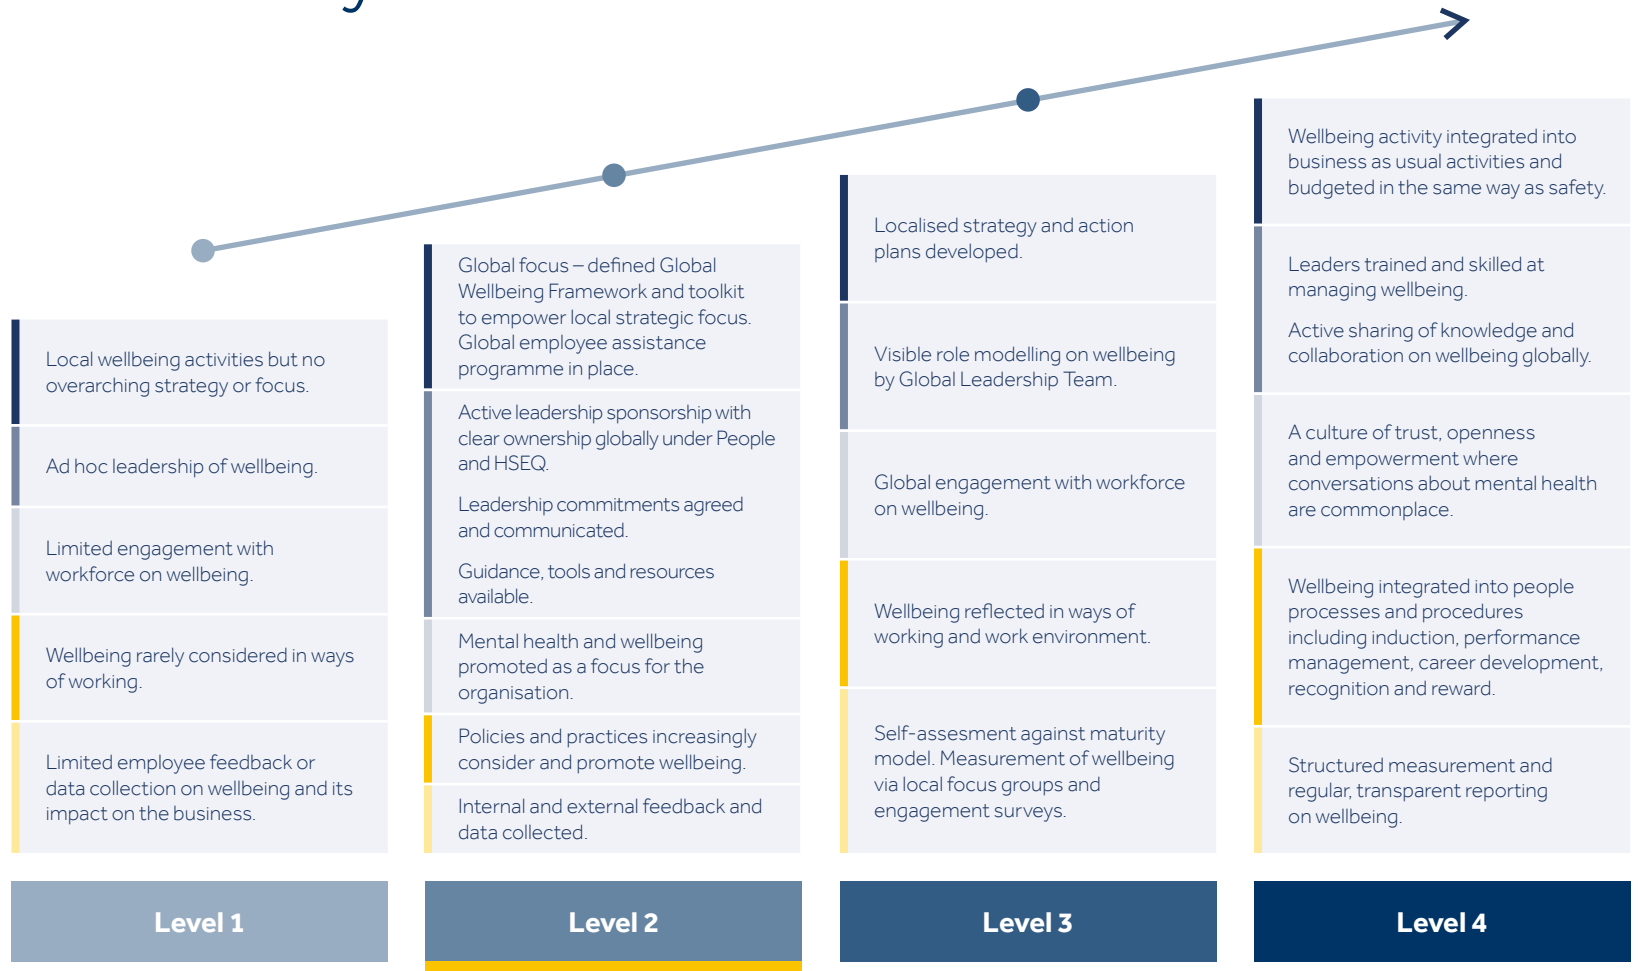 Local wellbeing activities but no
overarching strategy or focus.
Ad hoc leadership of wellbeing.
Limited engagement with
workforce on wellbeing.
Wellbeing rarely considered in ways
of working.
Limited employee feedback or
data collection on wellbeing and its
impact on the business.
Level 1
Global focus – defined Global
Wellbeing Framework and toolkit
to empower local strategic focus.
Global employee assistance
programme in place.
Active leadership sponsorship with
clear ownership globally under People
and HSEQ.
Leadership commitments agreed
and communicated.
Guidance, tools and resources
available.
Mental health and wellbeing
promoted as a focus for the
organisation.
Policies and practices increasingly
consider and promote wellbeing.
Internal and external feedback and
data collected.
Level 2
Localised strategy and action
plans developed.
Visible role modelling on wellbeing
by Global Leadership Team.
Global engagement with workforce
on wellbeing.
Wellbeing reflected in ways of
working and work environment.
Self-assesment against maturity
model. Measurement of wellbeing
via local focus groups and
engagement surveys.
Level 3
Wellbeing activity integrated into
business as usual activities and
budgeted in the same way as safety.
Leaders trained and skilled at
managing wellbeing.
Active sharing of knowledge and
collaboration on wellbeing globally.
A culture of trust, openness
and empowerment where
conversations about mental health
are commonplace.
Wellbeing integrated into people
processes and procedures
including induction, performance
management, career development,
recognition and reward.
Structured measurement and
regular, transparent reporting
on wellbeing.
Level 4